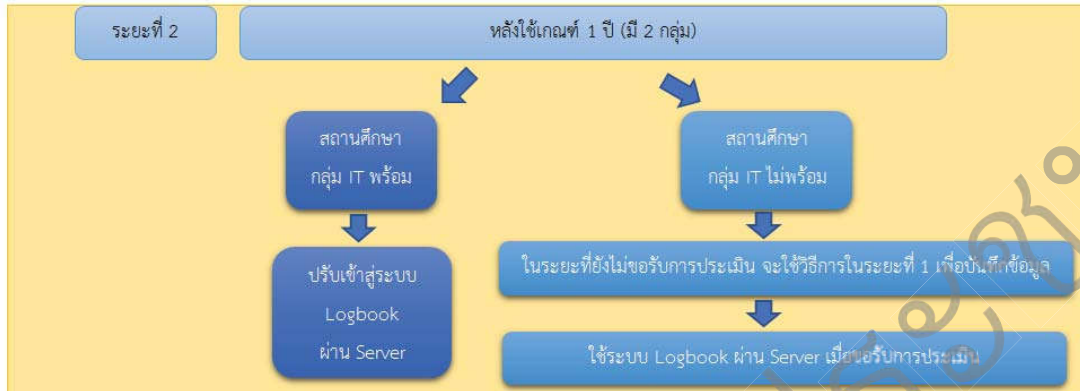 ระยะที่ 2
หลังใช้เกณฑ์ 1 ปี (มี 2 กลุ่ม)
สถานศึกษา
กลุ่ม IT พร้อม
สถานศึกษา
กลุ่ม IT ไม่พร้อม
ปรับเข้าสู่ระบบ
Logbook
ผ่าน Server
ในระยะที่ยังไม่ขอรับการประเมิน จะใช้วิธีการในระยะที่ 1 เพื่อบันทึกข้อมูล
ใช้ระบบ Logbook ผ่าน Server เมื่อขอรับการประเมิน